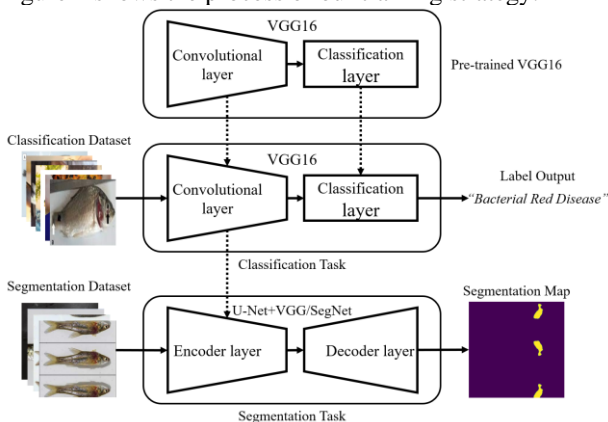 VGG16
Convolutional
layer
Classification
layer
Pre-trained VGG16
Classification Dataset
VGG16
Convolutional
layer
Classification
layer
Label Output
“Bacterial Red Disease”
Classification Task
Segmentation Dataset
U-Net+VGG/SegNet
Encoder layer
Decoder layer
Segmentation Map
Segmentation Task